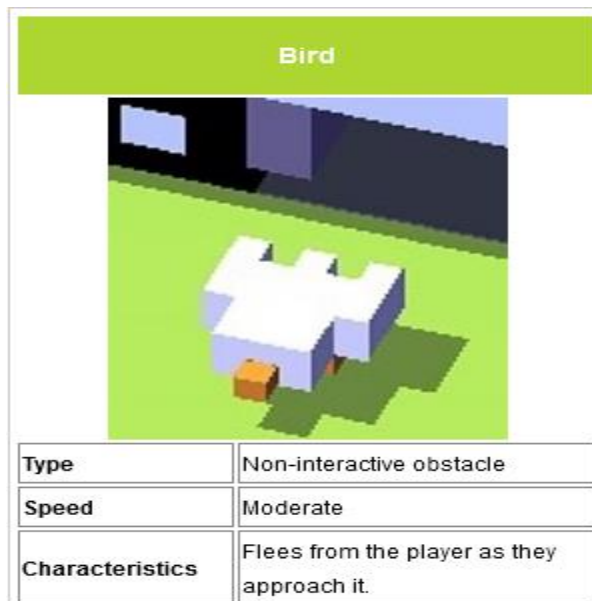 Bird
Type
Non-interactive obstacle
Speed
Moderate
Characteristics
Flees from the player as they
approach it.